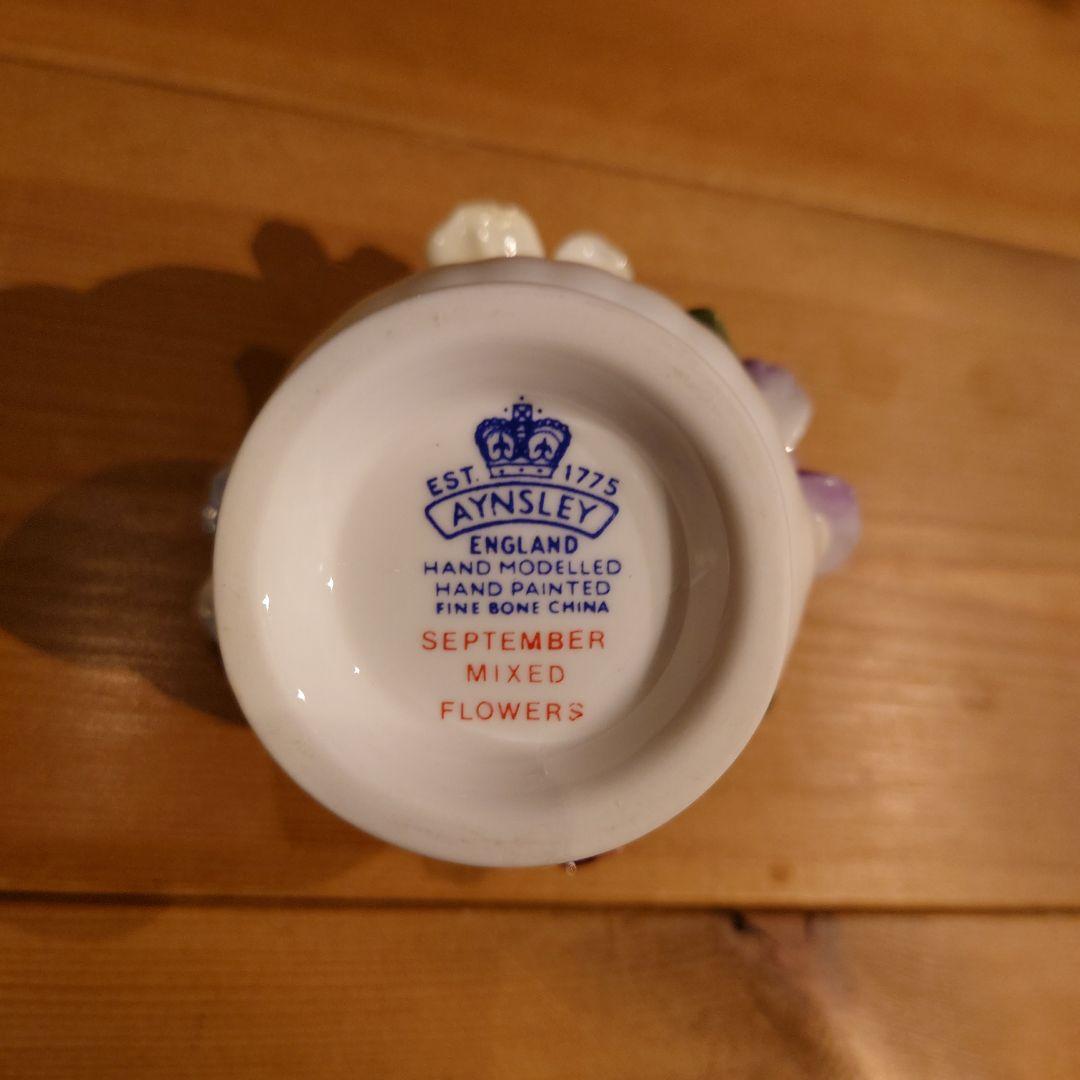 EST. 1775
AYNSLEY
ENGLAND
HAND MODELLED
HAND PAINTED
FINE BONE CHINA
SEPTEMBER
MIXED
FLOWERS